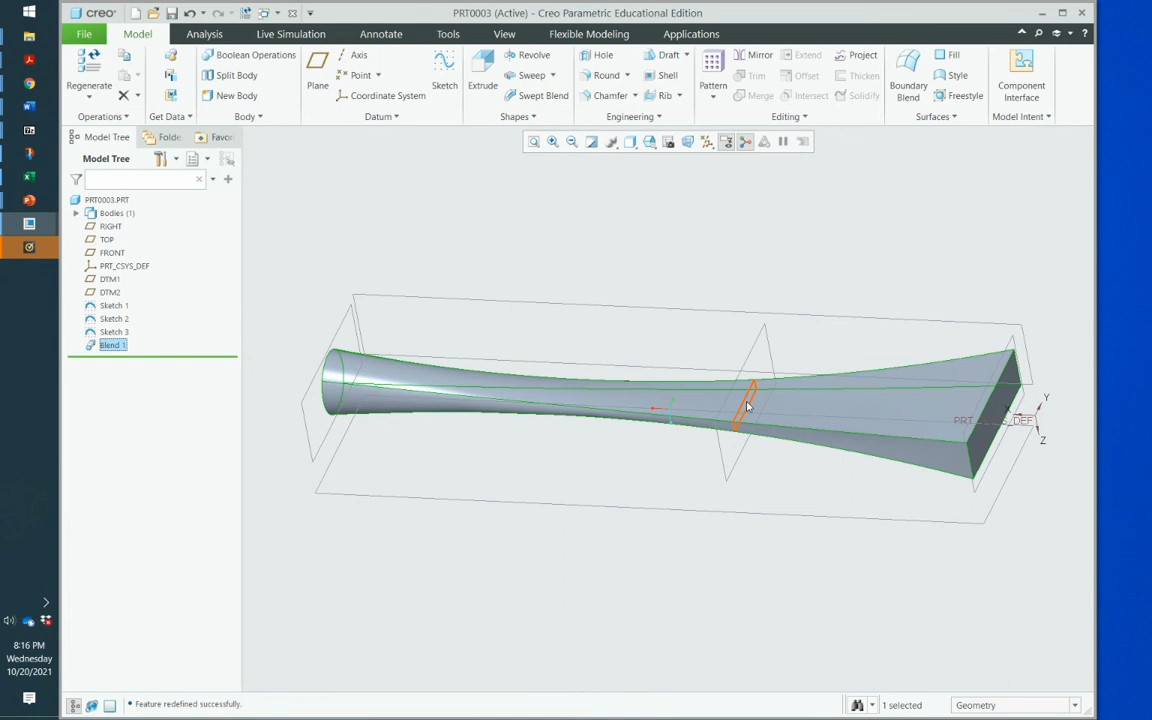 creo
PRT0003 (Active) - Creo Parametric Educational Edition
File Model Analysis Live Simulation Annotate Tools View Flexible Modeling Applications
Regenerate
Operations
Get Data
Boolean Operations
Split Body
New Body
Body
Plane
Axis
Point
Coordinate System
Sketch
Datum
Extrude
Revolve
Sweep
Swept Blend
Shapes
Hole
Round
Chamfer
Draft
Shell
Rib
Engineering
Pattern
Mirror
Trim
Merge
Extend
Offset
Intersect
Project
Thicken
Solidify
Editing
Boundary
Blend
Fill
Style
Freestyle
Surfaces
Component
Interface
Model Intent
Model Tree Folde Favor
Model Tree
PRT0003.PRT
Bodies (1)
RIGHT
TOP
FRONT
PRT_CSYS_DEF
DTM1
DTM2
Sketch 1
Sketch 2
Sketch 3
Blend 1
Y
X
Z
8:16 PM
Wednesday
10/20/2021
Feature redefined successfully.
1 selected
Geometry